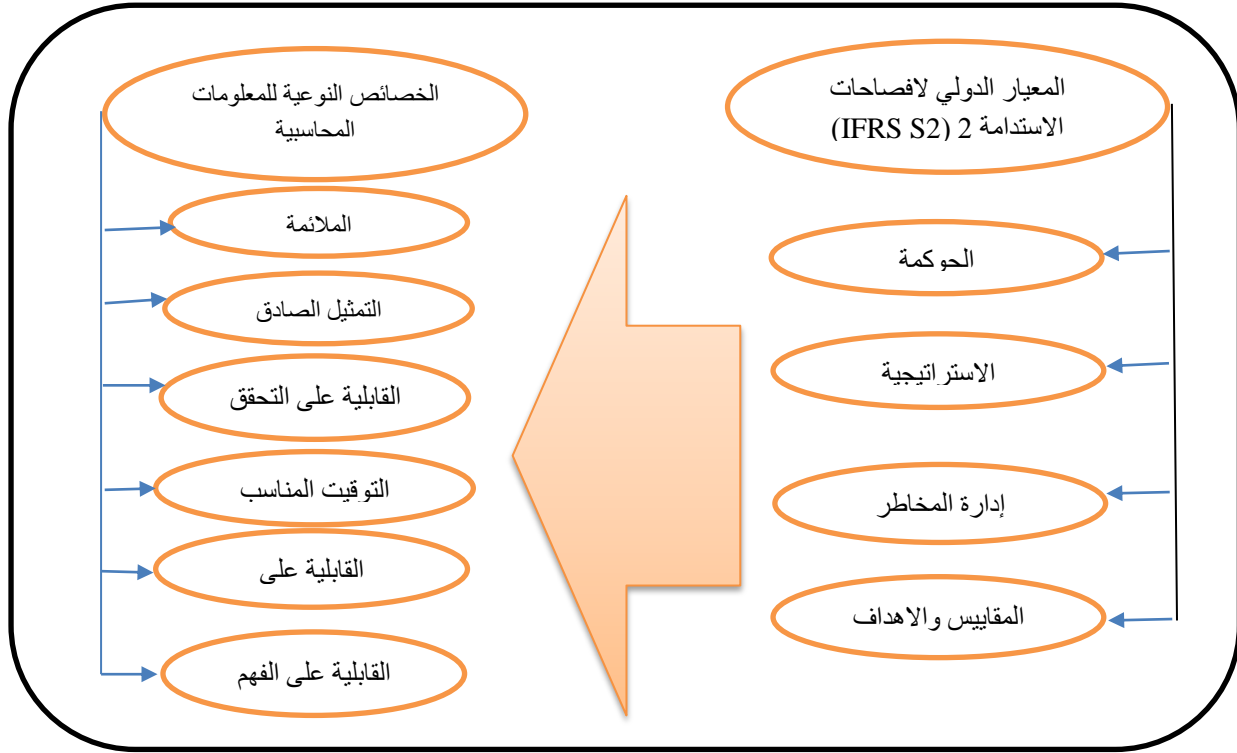 المعيار الدولي لافصاحات
الاستدامة 2 (IFRS S2)
الحوكمة
الاستراتيجية
إدارة المخاطر
المقاييس والاهداف
الخصائص النوعية للمعلومات
المحاسبية
الملائمة
التمثيل الصادق
القابلية على التحقق
التوقيت المناسب
القابلية على
القابلية على الفهم